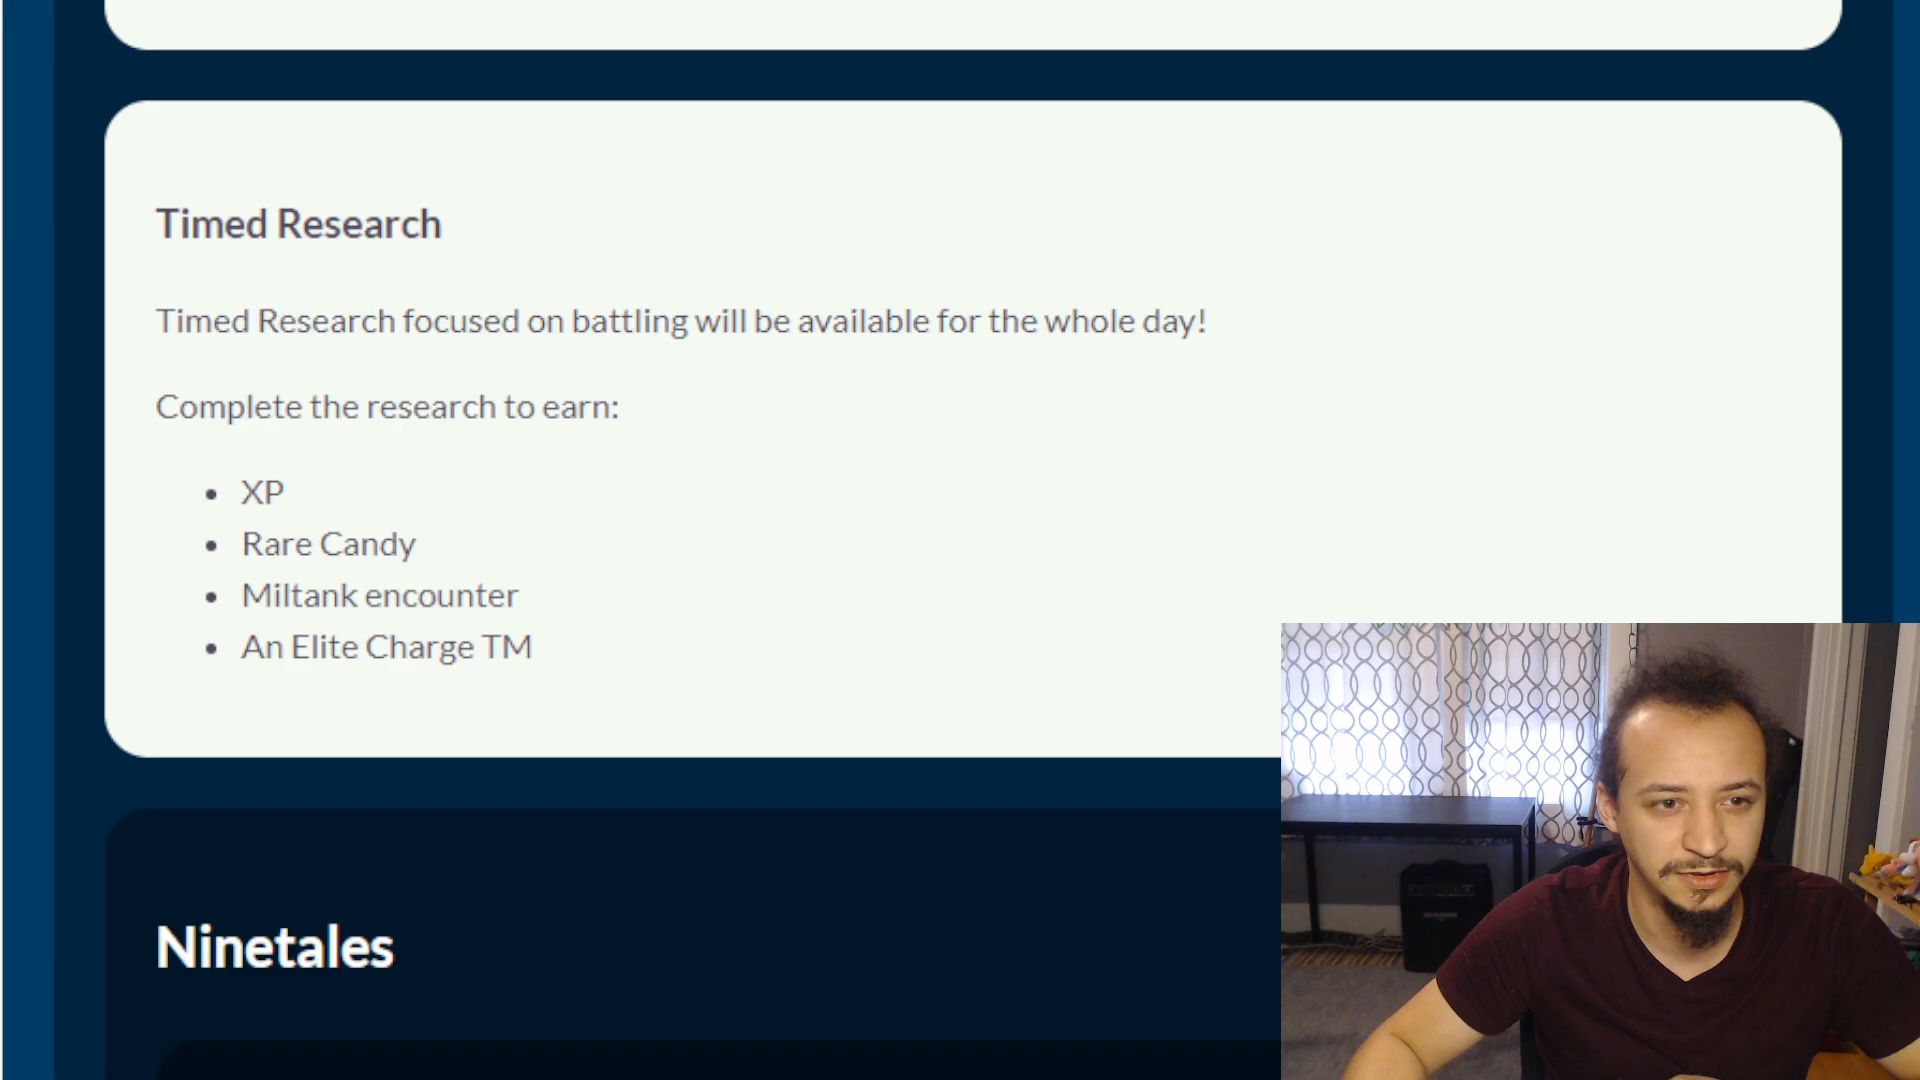 Timed Research
Timed Research focused on battling will be available for the whole day!
Complete the research to earn:
• XP
• Rare Candy
• Miltank encounter
• An Elite Charge TM
Ninetales